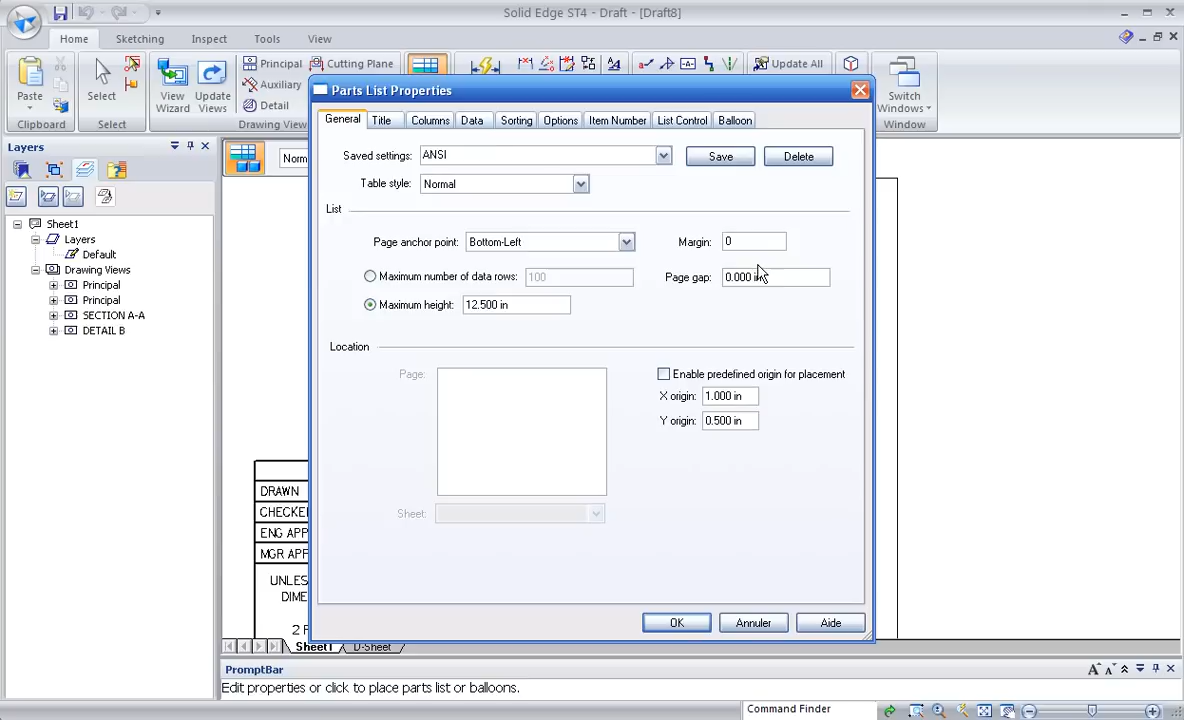 Solid Edge ST4 - Draft - [Draft8]
Home Sketching Inspect Tools View
Paste
Clipboard
Select
Select
View Wizard
Update Views
Principal
Auxiliary
Detail
Cutting Plane
Drawing View
Update All
Switch Windows
Window
Layers
Sheet1
Layers
Default
Drawing Views
Principal
Principal
SECTION A-A
DETAIL B
Norm
Parts List Properties
General Title Columns Data Sorting Options Item Number List Control Balloon
Saved settings: ANSI Save Delete
Table style: Normal
List
Page anchor point: Bottom-Left Margin: 0
Maximum number of data rows: 100 Page gap: 0.000 in
Maximum height: 12.500 in
Location
Page: Enable predefined origin for placement
X origin: 1.000 in
Y origin: 0.500 in
Sheet:
OK Annuler Aide
DRAWN
CHECKE
ENG APP
MGR APP
UNLES
DIME
2 F
Sheet1 D-Sheet
PromptBar
Edit properties or click to place parts list or balloons.
Command Finder